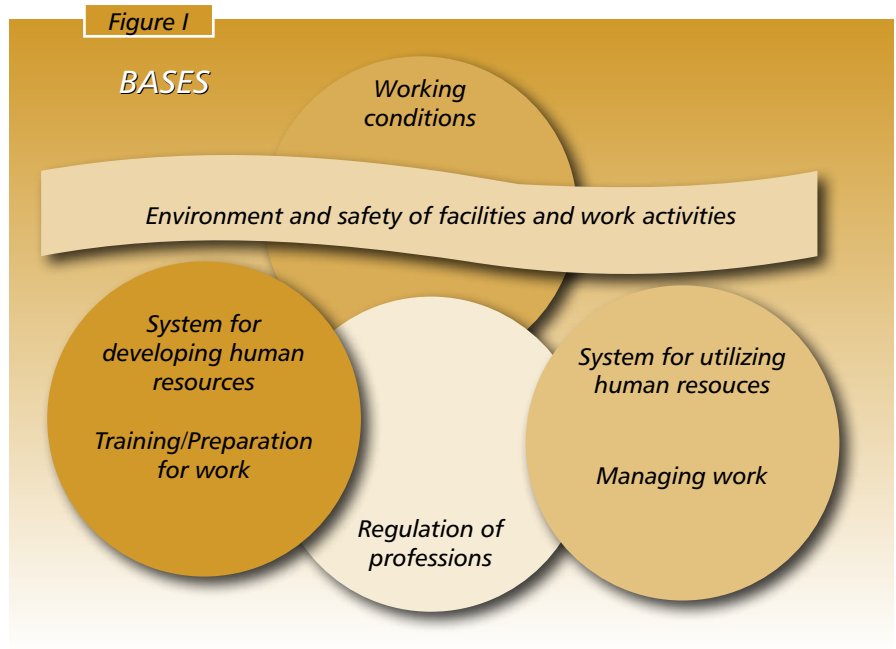 Figure I
BASES
Working
conditions
Environment and safety of facilities and work activities
System for
developing human
resources
Training/Preparation
for work
System for utilizing
human resouces
Managing work
Regulation of
professions